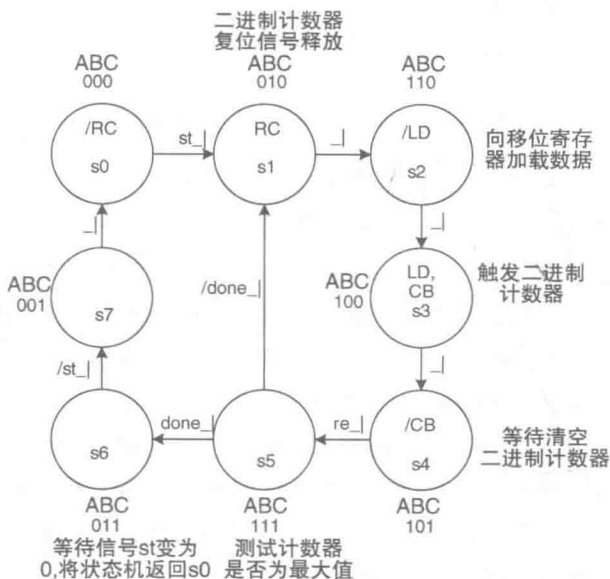 二进制计数器
复位信号释放
ABC
000
ABC
010
ABC
110
/RC
s0
st_|
RC
s1
_|
/LD
s2
向移位寄存
器加载数据
_|
_|
ABC
001
s7
/done_|
ABC
100
LD,
CB
s3
触发二进制
计数器
/st_|
_|
s6
done_|
s5
re_|
/CB
s4
等待清空
二进制计数器
ABC
011
ABC
111
ABC
101
等待信号st变为
0,将状态机返回s0
测试计数器
是否为最大值